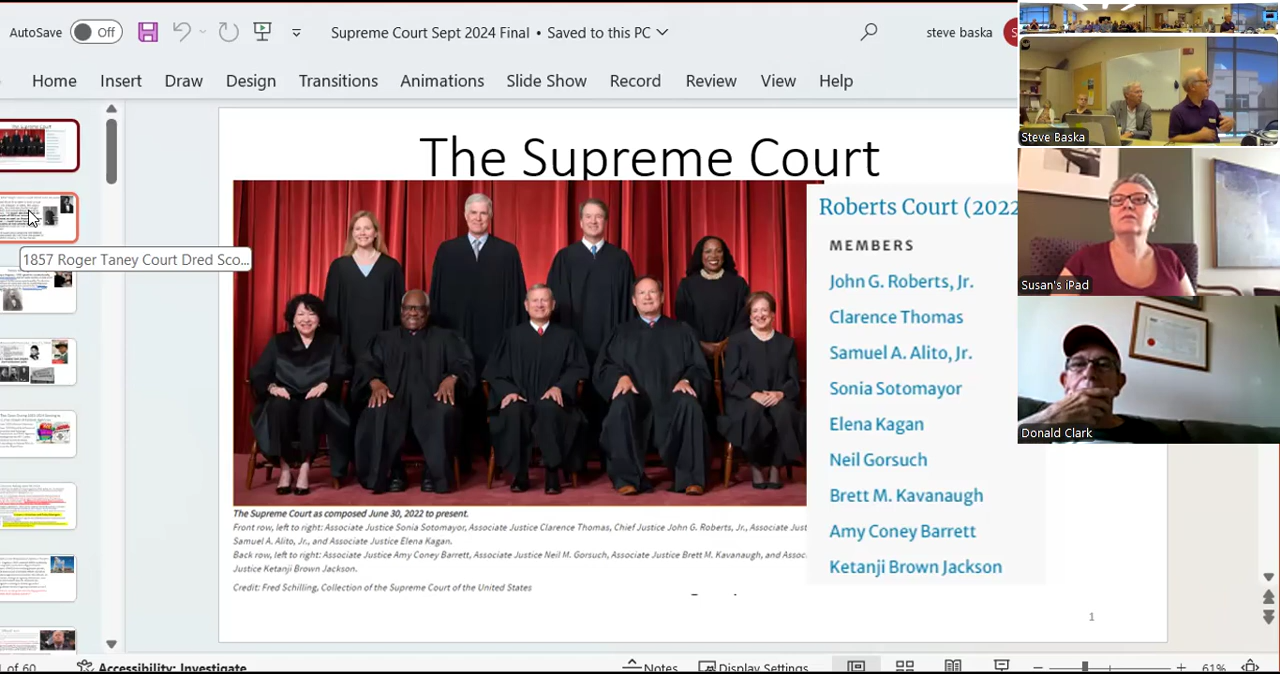 AutoSave Off Supreme Court Sept 2024 Final • Saved to this PC steve baska
Home Insert Draw Design Transitions Animations Slide Show Record Review View Help
1857 Roger Taney Court Dred Sco...
The Supreme Court
Roberts Court (2022
MEMBERS
John G. Roberts, Jr.
Clarence Thomas
Samuel A. Alito, Jr.
Sonia Sotomayor
Elena Kagan
Neil Gorsuch
Brett M. Kavanaugh
Amy Coney Barrett
Ketanji Brown Jackson
The Supreme Court as composed June 30, 2022 to present.
Front row, left to right: Associate Justice Sonia Sotomayor, Associate Justice Clarence Thomas, Chief Justice John G. Roberts, Jr., Associate Just
Samuel A. Alito, Jr., and Associate Justice Elena Kagan.
Back row, left to right: Associate Justice Amy Coney Barrett, Associate Justice Neil M. Gorsuch, Associate Justice Brett M. Kavanaugh, and Assoc
Justice Ketanji Brown Jackson.
Credit: Fred Schilling, Collection of the Supreme Court of the United States
1
Steve Baska
Susan's iPad
Donald Clark
of 60 Accessibility: Investigate Notes Display Settings 61%